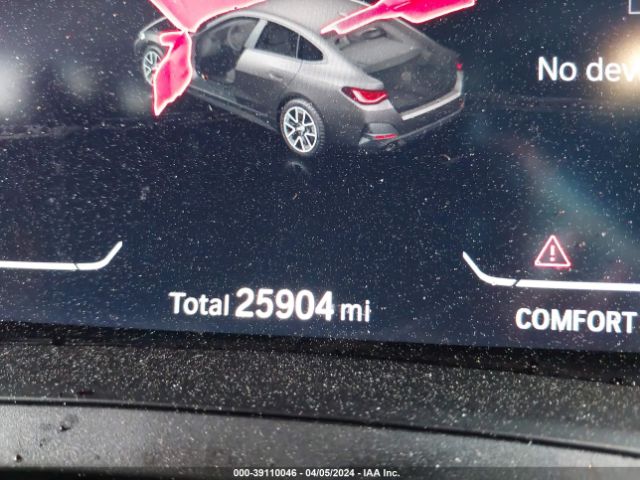 No dev
Total 25904 mi
COMFORT
000-39110046 - 04/05/2024 - IAA Inc.